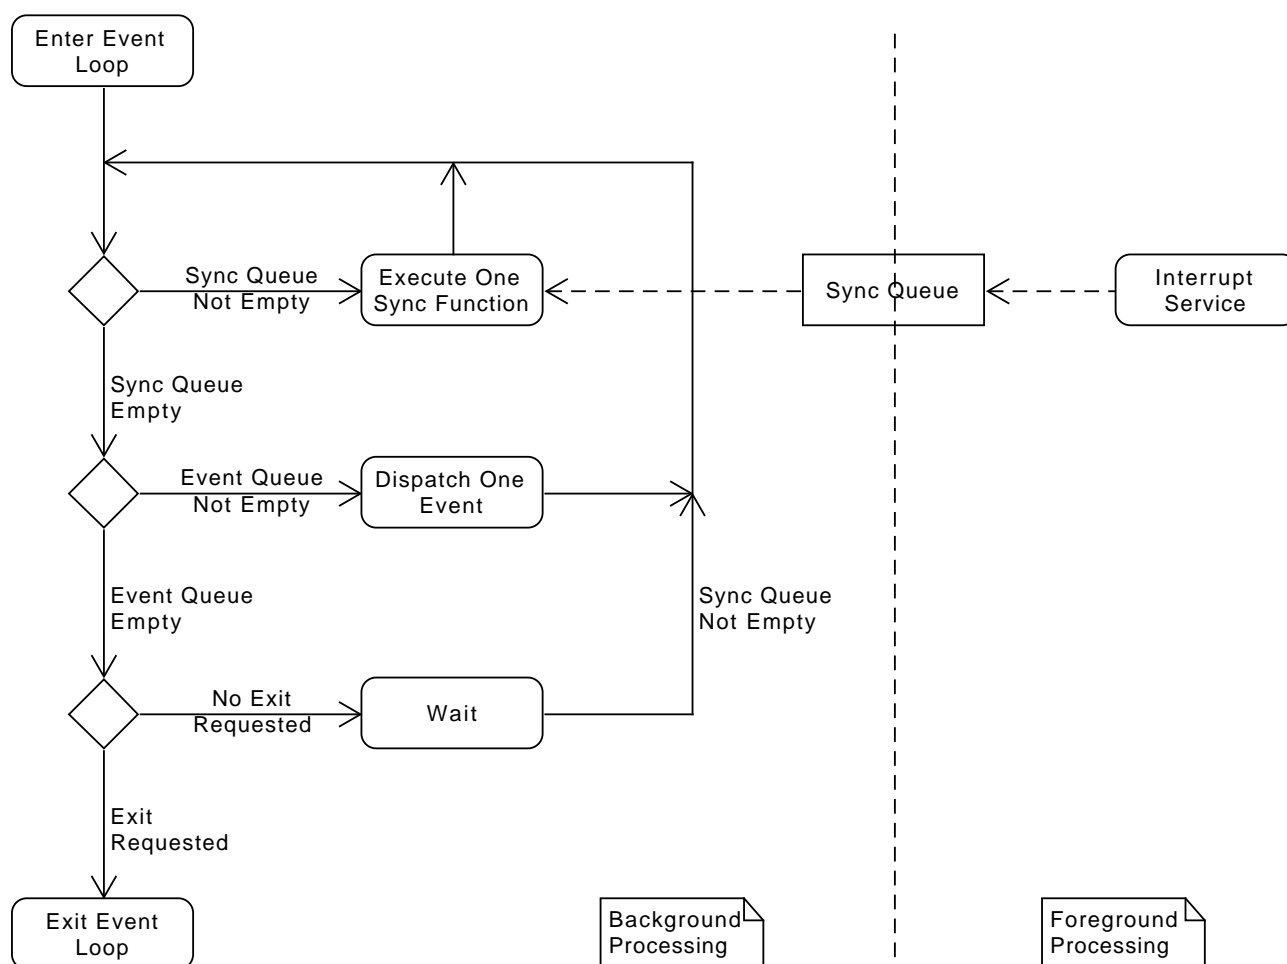 Enter Event
Loop
Sync Queue
Not Empty
Execute One
Sync Function
Sync Queue
Interrupt
Service
Sync Queue
Empty
Event Queue
Not Empty
Dispatch One
Event
Event Queue
Empty
Sync Queue
Not Empty
No Exit
Requested
Wait
Exit
Requested
Exit Event
Loop
Background
Processing
Foreground
Processing